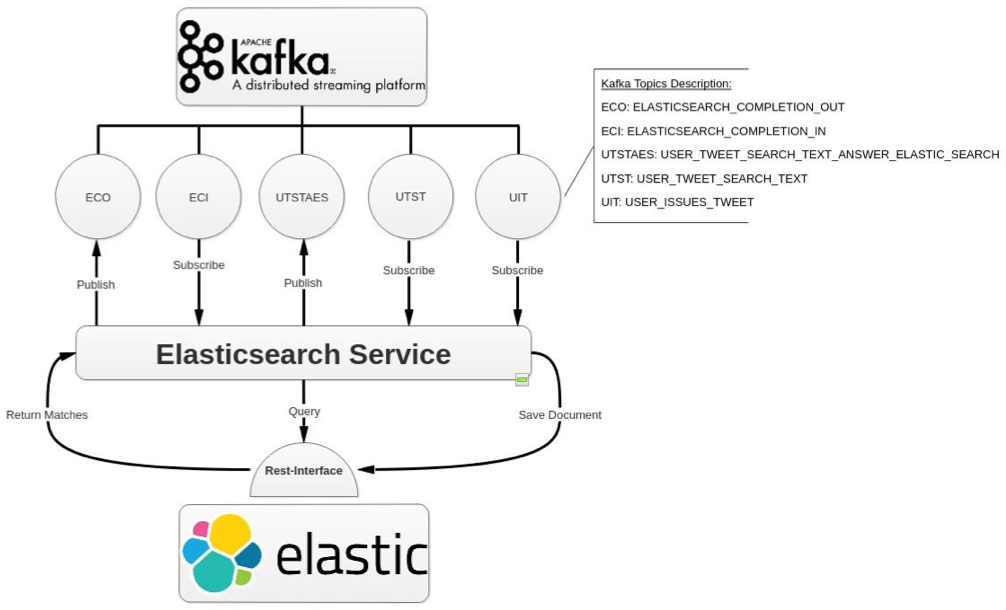 APACHE
kafka
A distributed streaming platform
Kafka Topics Description:
ECO: ELASTICSEARCH_COMPLETION_OUT
ECI: ELASTICSEARCH_COMPLETION_IN
UTSTAES: USER_TWEET_SEARCH_TEXT_ANSWER_ELASTIC_SEARCH
UTST: USER_TWEET_SEARCH_TEXT
UIT: USER_ISSUES_TWEET
ECO
ECI
UTSTAES
UTST
UIT
Publish
Subscribe
Publish
Subscribe
Subscribe
Elasticsearch Service
Return Matches
Query
Save Document
Rest-Interface
elastic